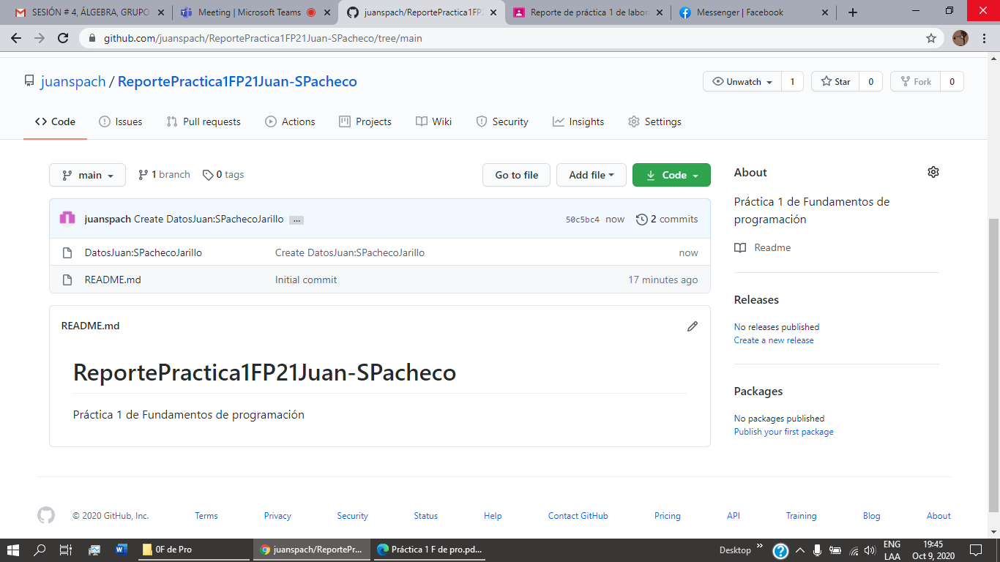 SESIÓN # 4, ÁLGEBRA, GRUPO
Meeting | Microsoft Teams
juanspach/ReportePractica1FP21
Reporte de práctica 1 de labora
Messenger | Facebook
github.com/juanspach/ReportePractica1FP21Juan-SPacheco/tree/main
juanspach / ReportePractica1FP21Juan-SPacheco
Unwatch 1 Star 0 Fork 0
Code Issues Pull requests Actions Projects Wiki Security Insights Settings
main 1 branch 0 tags Go to file Add file Code
juanspach Create DatosJuan:SPachecoJarillo ... 50c5bc4 now 2 commits
DatosJuan:SPachecoJarillo Create DatosJuan:SPachecoJarillo now
README.md Initial commit 17 minutes ago
README.md
ReportePractica1FP21Juan-SPacheco
Práctica 1 de Fundamentos de programación
About
Práctica 1 de Fundamentos de
programación
Readme
Releases
No releases published
Create a new release
Packages
No packages published
Publish your first package
© 2020 GitHub, Inc. Terms Privacy Security Status Help Contact GitHub Pricing API Training Blog About
0F de Pro
juanspach/ReportePr...
Práctica 1 F de pro.pd...
Desktop
ENG
LAA
19:45
Oct 9, 2020